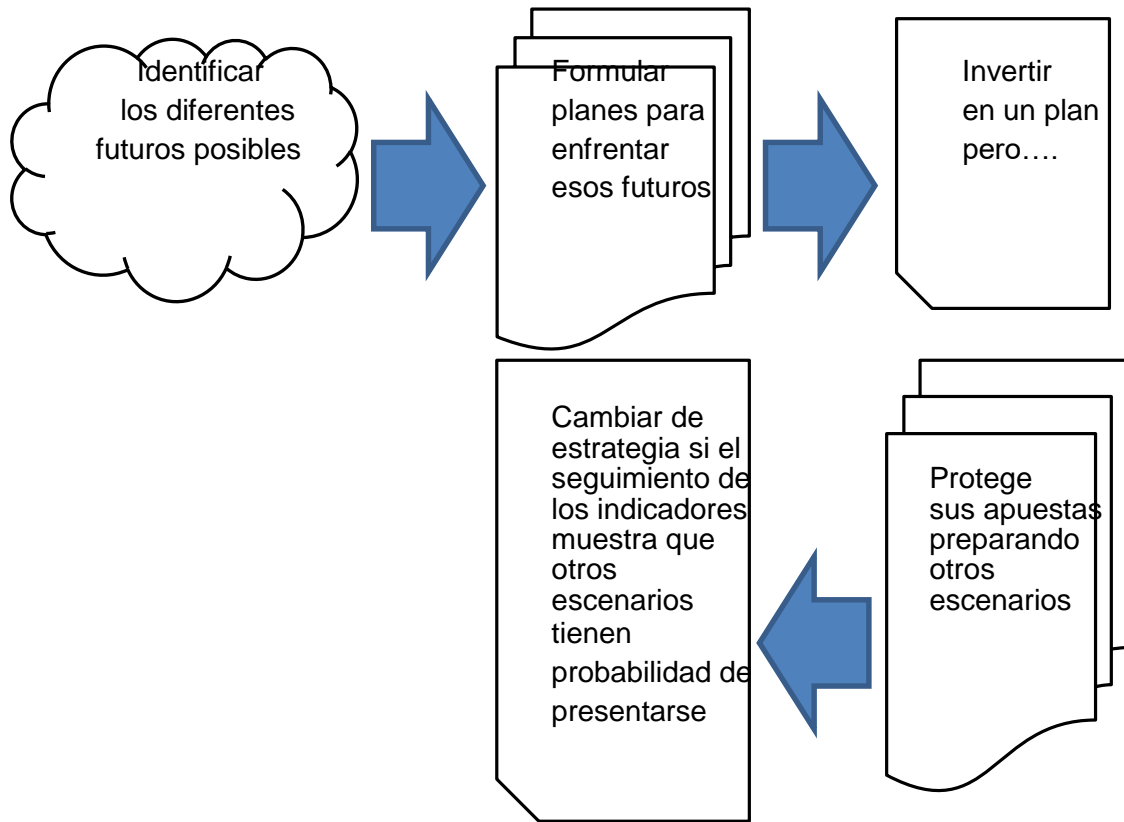 Identificar
los diferentes
futuros posibles
Formular
planes para
enfrentar
esos futuros
Invertir
en un plan
pero….
Cambiar de
estrategia si el
seguimiento de
los indicadores
muestra que
otros
escenarios
tienen
probabilidad de
presentarse
Protege
sus apuestas
preparando
otros
escenarios